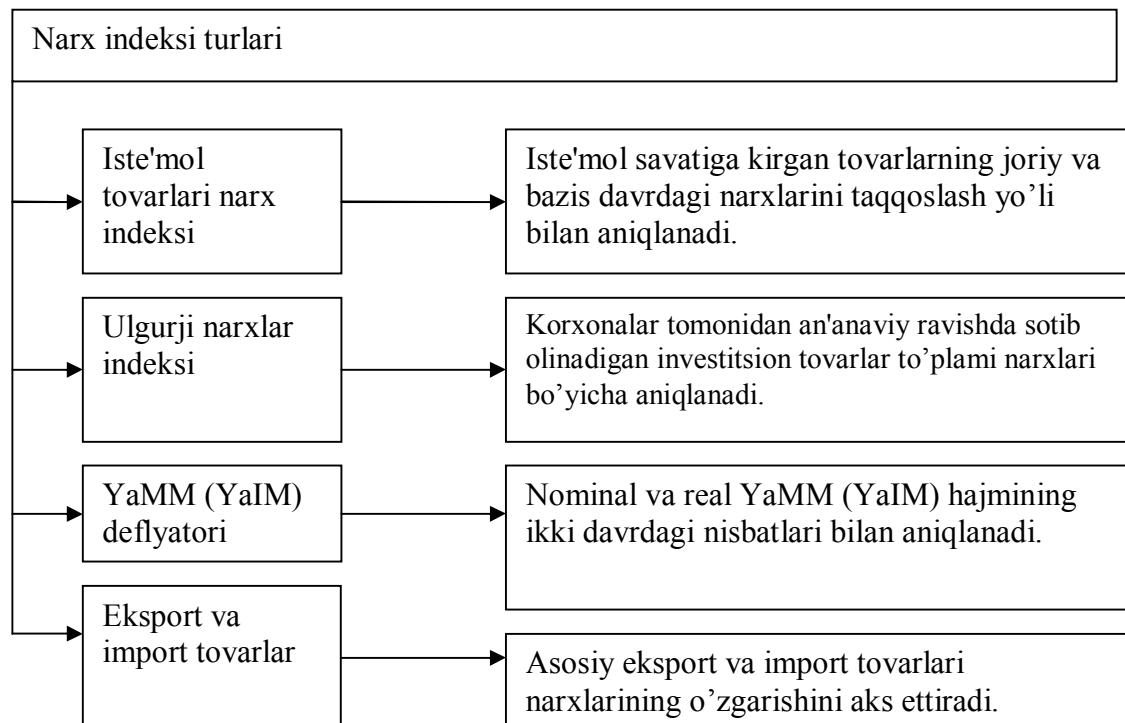 Narx indeksi turlari
Iste'mol
tovarlari narx
indeksi
Iste'mol savatiga kirgan tovarlarning joriy va
bazis davrdagi narxlarini taqqoslash yo’li
bilan aniqlanadi.
Ulgurji narxlar
indeksi
Korxonalar tomonidan an'anaviy ravishda sotib
olinadigan investitsion tovarlar to’plami narxlari
bo’yicha aniqlanadi.
YaMM (YaIM)
deflyatori
Nominal va real YaMM (YaIM) hajmining
ikki davrdagi nisbatlari bilan aniqlanadi.
Eksport va
import tovarlar
Asosiy eksport va import tovarlari
narxlarining o’zgarishini aks ettiradi.